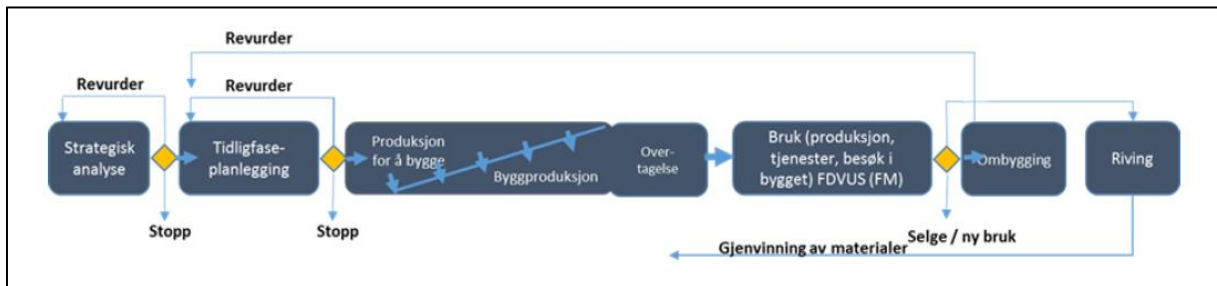 Revurder
Revurder
Revurder
Strategisk
analyse
Tidligfase-
planlegging
Produksjon
for å bygge
Byggproduksjon
Over-
tagelse
Bruk (produksjon,
tjenester, besøk i
bygget) FDVUS (FM)
Ombygging
Riving
Stopp
Stopp
Selge / ny bruk
Gjenvinning av materialer